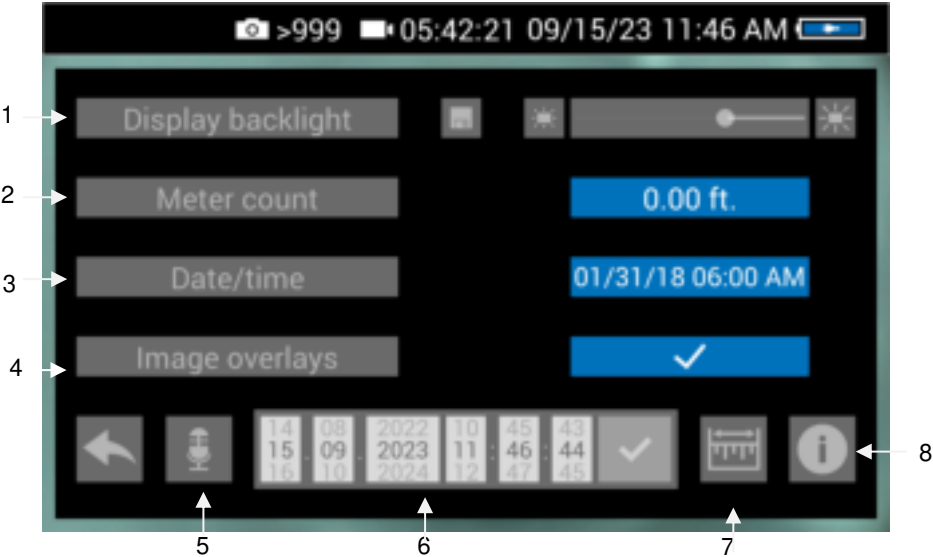 >999 05:42:21 09/15/23 11:46 AM
1 Display backlight
2 Meter count 0.00 ft.
3 Date/time 01/31/18 06:00 AM
4 Image overlays
14 08 2022 10 45 43
15 . 09 . 2023 11 : 46 : 44
16 10 2024 12 47 45
8
5 6 7